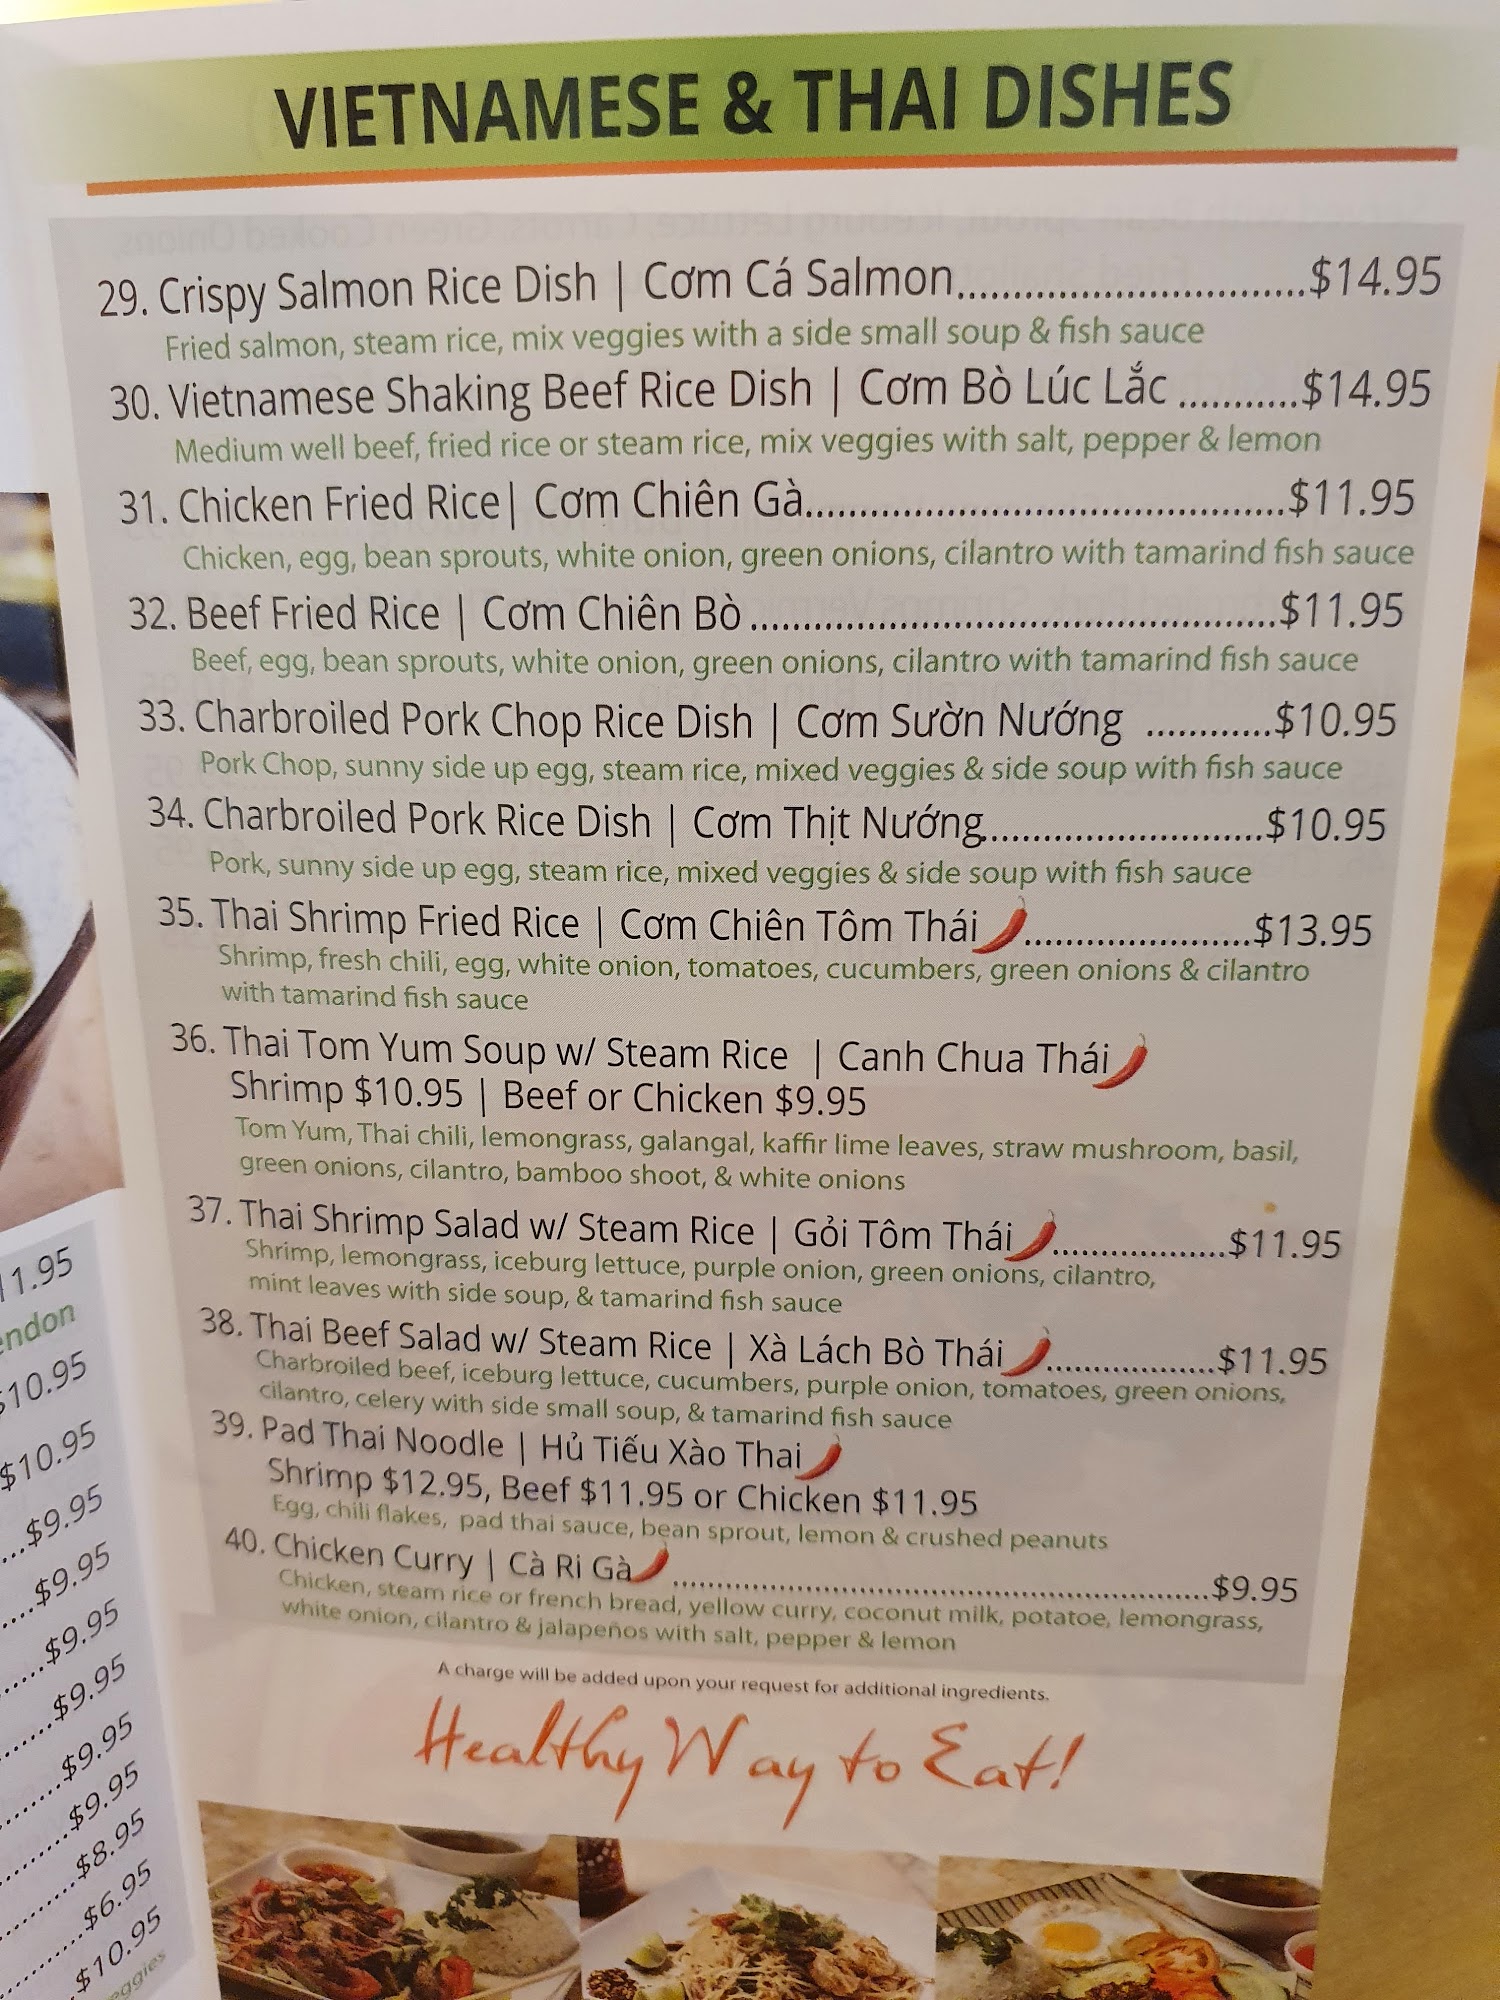 VIETNAMESE & THAI DISHES
29. Crispy Salmon Rice Dish | Cơm Cá Salmon...............................$14.95
Fried salmon, steam rice, mix veggies with a side small soup & fish sauce
30. Vietnamese Shaking Beef Rice Dish | Cơm Bò Lúc Lắc ...........$14.95
Medium well beef, fried rice or steam rice, mix veggies with salt, pepper & lemon
31. Chicken Fried Rice| Cơm Chiên Gà............................................$11.95
Chicken, egg, bean sprouts, white onion, green onions, cilantro with tamarind fish sauce
32. Beef Fried Rice | Cơm Chiên Bò .................................................$11.95
Beef, egg, bean sprouts, white onion, green onions, cilantro with tamarind fish sauce
33. Charbroiled Pork Chop Rice Dish | Cơm Sườn Nướng ............$10.95
Pork Chop, sunny side up egg, steam rice, mixed veggies & side soup with fish sauce
34. Charbroiled Pork Rice Dish | Cơm Thịt Nướng..........................$10.95
Pork, sunny side up egg, steam rice, mixed veggies & side soup with fish sauce
35. Thai Shrimp Fried Rice | Cơm Chiên Tôm Thái .......................$13.95
Shrimp, fresh chili, egg, white onion, tomatoes, cucumbers, green onions & cilantro
with tamarind fish sauce
36. Thai Tom Yum Soup w/ Steam Rice | Canh Chua Thái
Shrimp $10.95 | Beef or Chicken $9.95
Tom Yum, Thai chili, lemongrass, galangal, kaffir lime leaves, straw mushroom, basil,
green onions, cilantro, bamboo shoot, & white onions
37. Thai Shrimp Salad w/ Steam Rice | Gỏi Tôm Thái ...................$11.95
Shrimp, lemongrass, iceburg lettuce, purple onion, green onions, cilantro,
mint leaves with side soup, & tamarind fish sauce
38. Thai Beef Salad w/ Steam Rice | Xà Lách Bò Thái ..................$11.95
Charbroiled beef, iceburg lettuce, cucumbers, purple onion, tomatoes, green onions,
cilantro, celery with side small soup, & tamarind fish sauce
39. Pad Thai Noodle | Hủ Tiếu Xào Thai
Shrimp $12.95, Beef $11.95 or Chicken $11.95
Egg, chili flakes, pad thai sauce, bean sprout, lemon & crushed peanuts
40. Chicken Curry | Cà Ri Gà ..........................................................$9.95
Chicken, steam rice or french bread, yellow curry, coconut milk, potatoe, lemongrass,
white onion, cilantro & jalapeños with salt, pepper & lemon
A charge will be added upon your request for additional ingredients.
Healthy Way to Eat!
11.95
$10.95
$10.95
...$9.95
....$9.95
.....$9.95
......$9.95
.......$9.95
........$9.95
.........$8.95
.........$6.95
.......$10.95